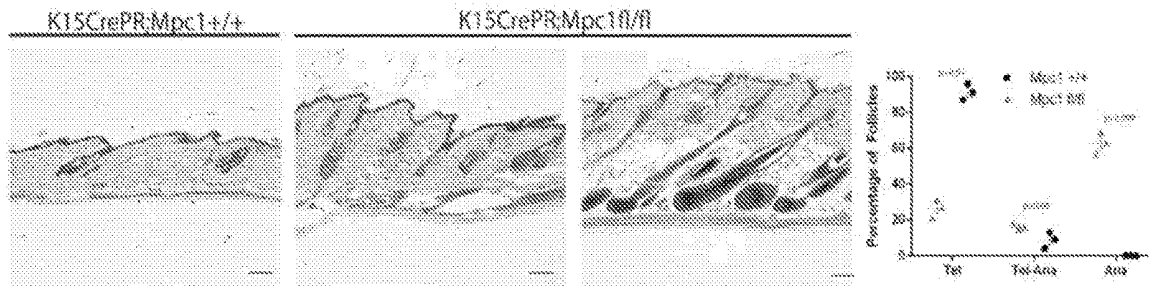 K15CrePR;Mpc1+/+
K15CrePR;Mpc1fl/fl
Percentage of Follicles
100
80
60
40
20
0
Mpc1 +/+
Mpc1 fl/fl
Tel
Tel-Ana
Ana